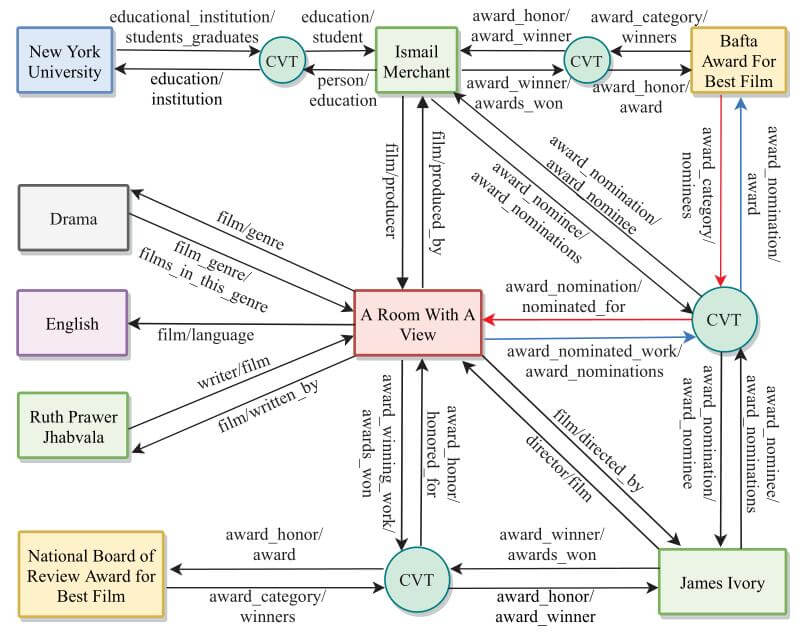 educational_institution/
students_graduates
education/
student
award_honor/
award_winner
award_category/
winners
New York
University
CVT
Ismail
Merchant
CVT
Bafta
Award For
Best Film
education/
institution
person/
education
award_winner/
awards_won
award_honor/
award
film/producer
film/produced_by
award_nomination/
award_nominee
award_nominee/
award_nominations
award_category/
nominees
award_nomination/
award
Drama
film/genre
film_genre/
films_in_this_genre
English
film/language
A Room With A
View
award_nomination/
nominated_for
CVT
award_nominated_work/
award_nominations
writer/film
film/written_by
Ruth Prawer
Jhabvala
award_winning_work/
awards_won
award_honor/
honored_for
film/directed_by
director/film
award_nomination/
award_nominee
award_nominee/
award_nominations
National Board of
Review Award for
Best Film
award_honor/
award
award_category/
winners
CVT
award_winner/
awards_won
award_honor/
award_winner
James Ivory